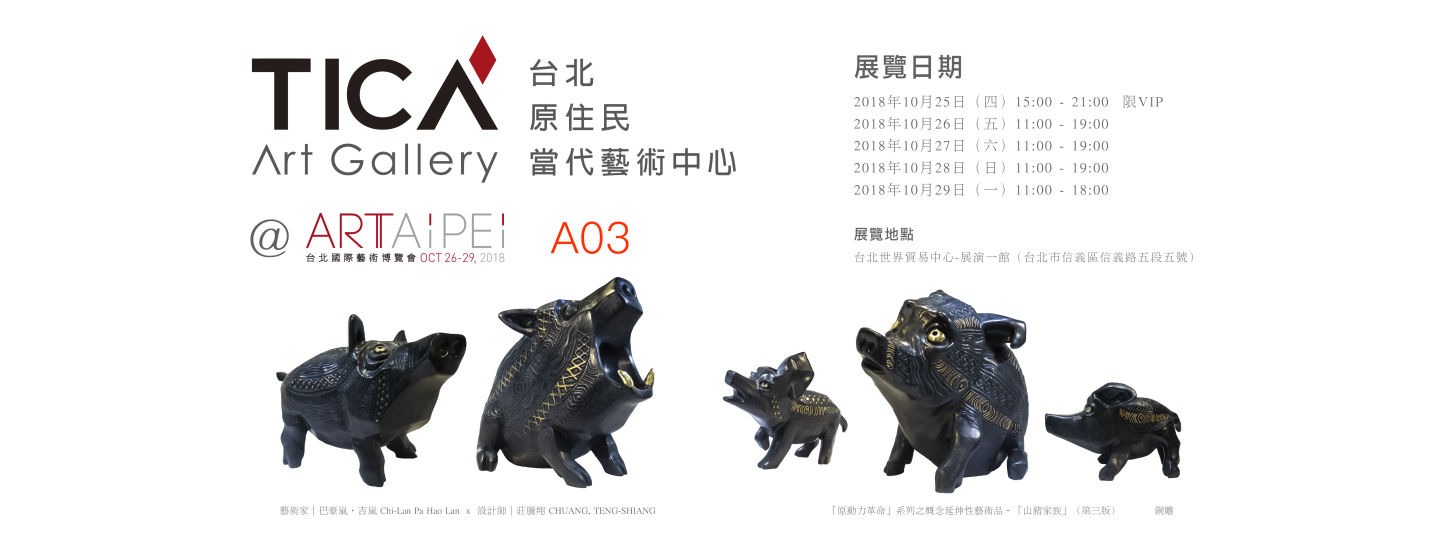 TICA
Art Gallery
台北
原住民
當代藝術中心
@ ART TAIPEI
台北國際藝術博覽會 OCT 26-29, 2018
A03
展覽日期
2018年10月25日（四）15:00 - 21:00 限VIP
2018年10月26日（五）11:00 - 19:00
2018年10月27日（六）11:00 - 19:00
2018年10月28日（日）11:00 - 19:00
2018年10月29日（一）11:00 - 18:00
展覽地點
台北世界貿易中心-展演一館（台北市信義區信義路五段五號）
藝術家｜巴豪嵐・吉嵐 Chi-Lan Pa Hao Lan x 設計師｜莊騰翔 CHUANG, TENG-SHIANG
「原動力革命」系列之概念延伸性藝術品 -「山豬家族」（第三版） 銅雕